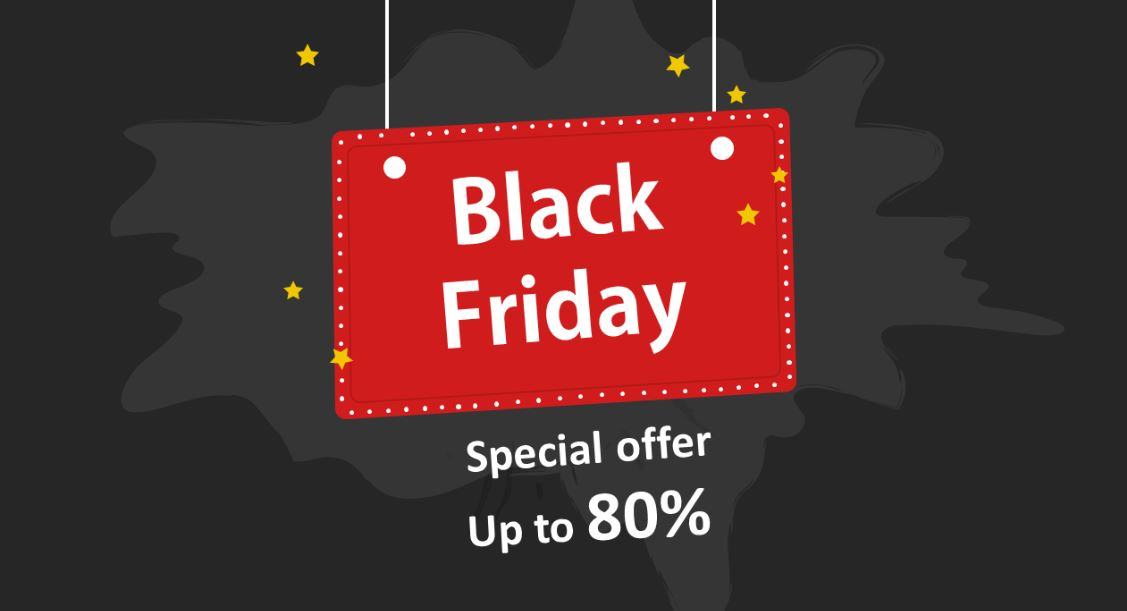 Black
Friday
Special offer
Up to 80%